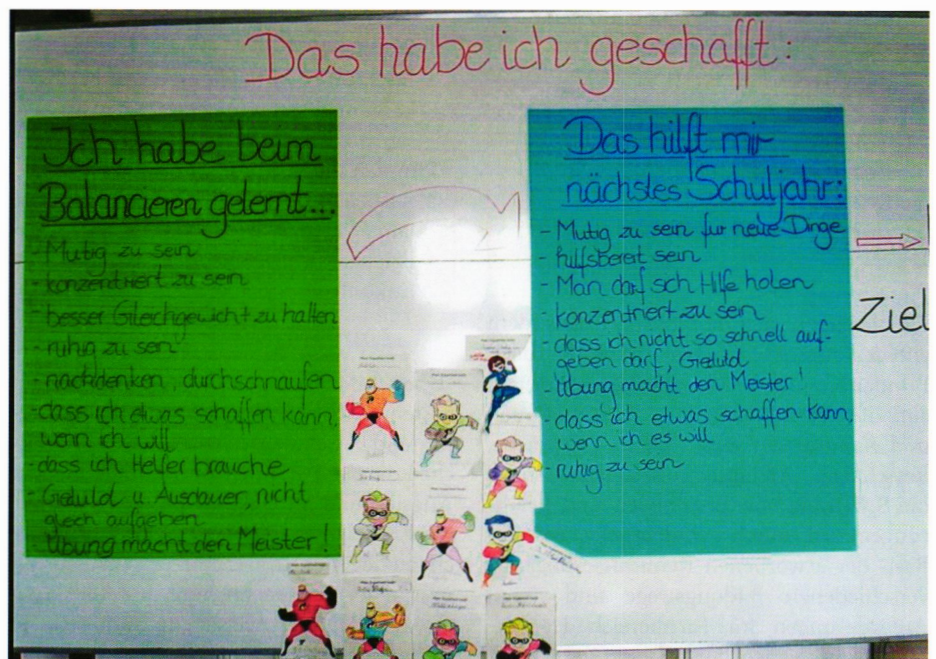 Das habe ich geschafft:
Ich habe beim
Balancieren gelernt...
- Mutig zu sein
- konzentriert zu sein
- besser Gleichgewicht zu halten
- ruhig zu sein
- nachdenken, durchschnaufen
- dass ich etwas schaffen kann,
wenn ich will
- dass ich Helfer brauche
- Geduld u. Ausdauer, nicht
gleich aufgeben
- Übung macht den Meister!
Das hilft mir
nächstes Schuljahr:
- Mutig zu sein für neue Dinge
- hilfsbereit sein
- Man darf sich Hilfe holen
- konzentriert zu sein
- dass ich nicht so schnell auf-
geben darf, Geduld
- Übung macht den Meister!
- dass ich etwas schaffen kann,
wenn ich es will
- ruhig zu sein
Ziel